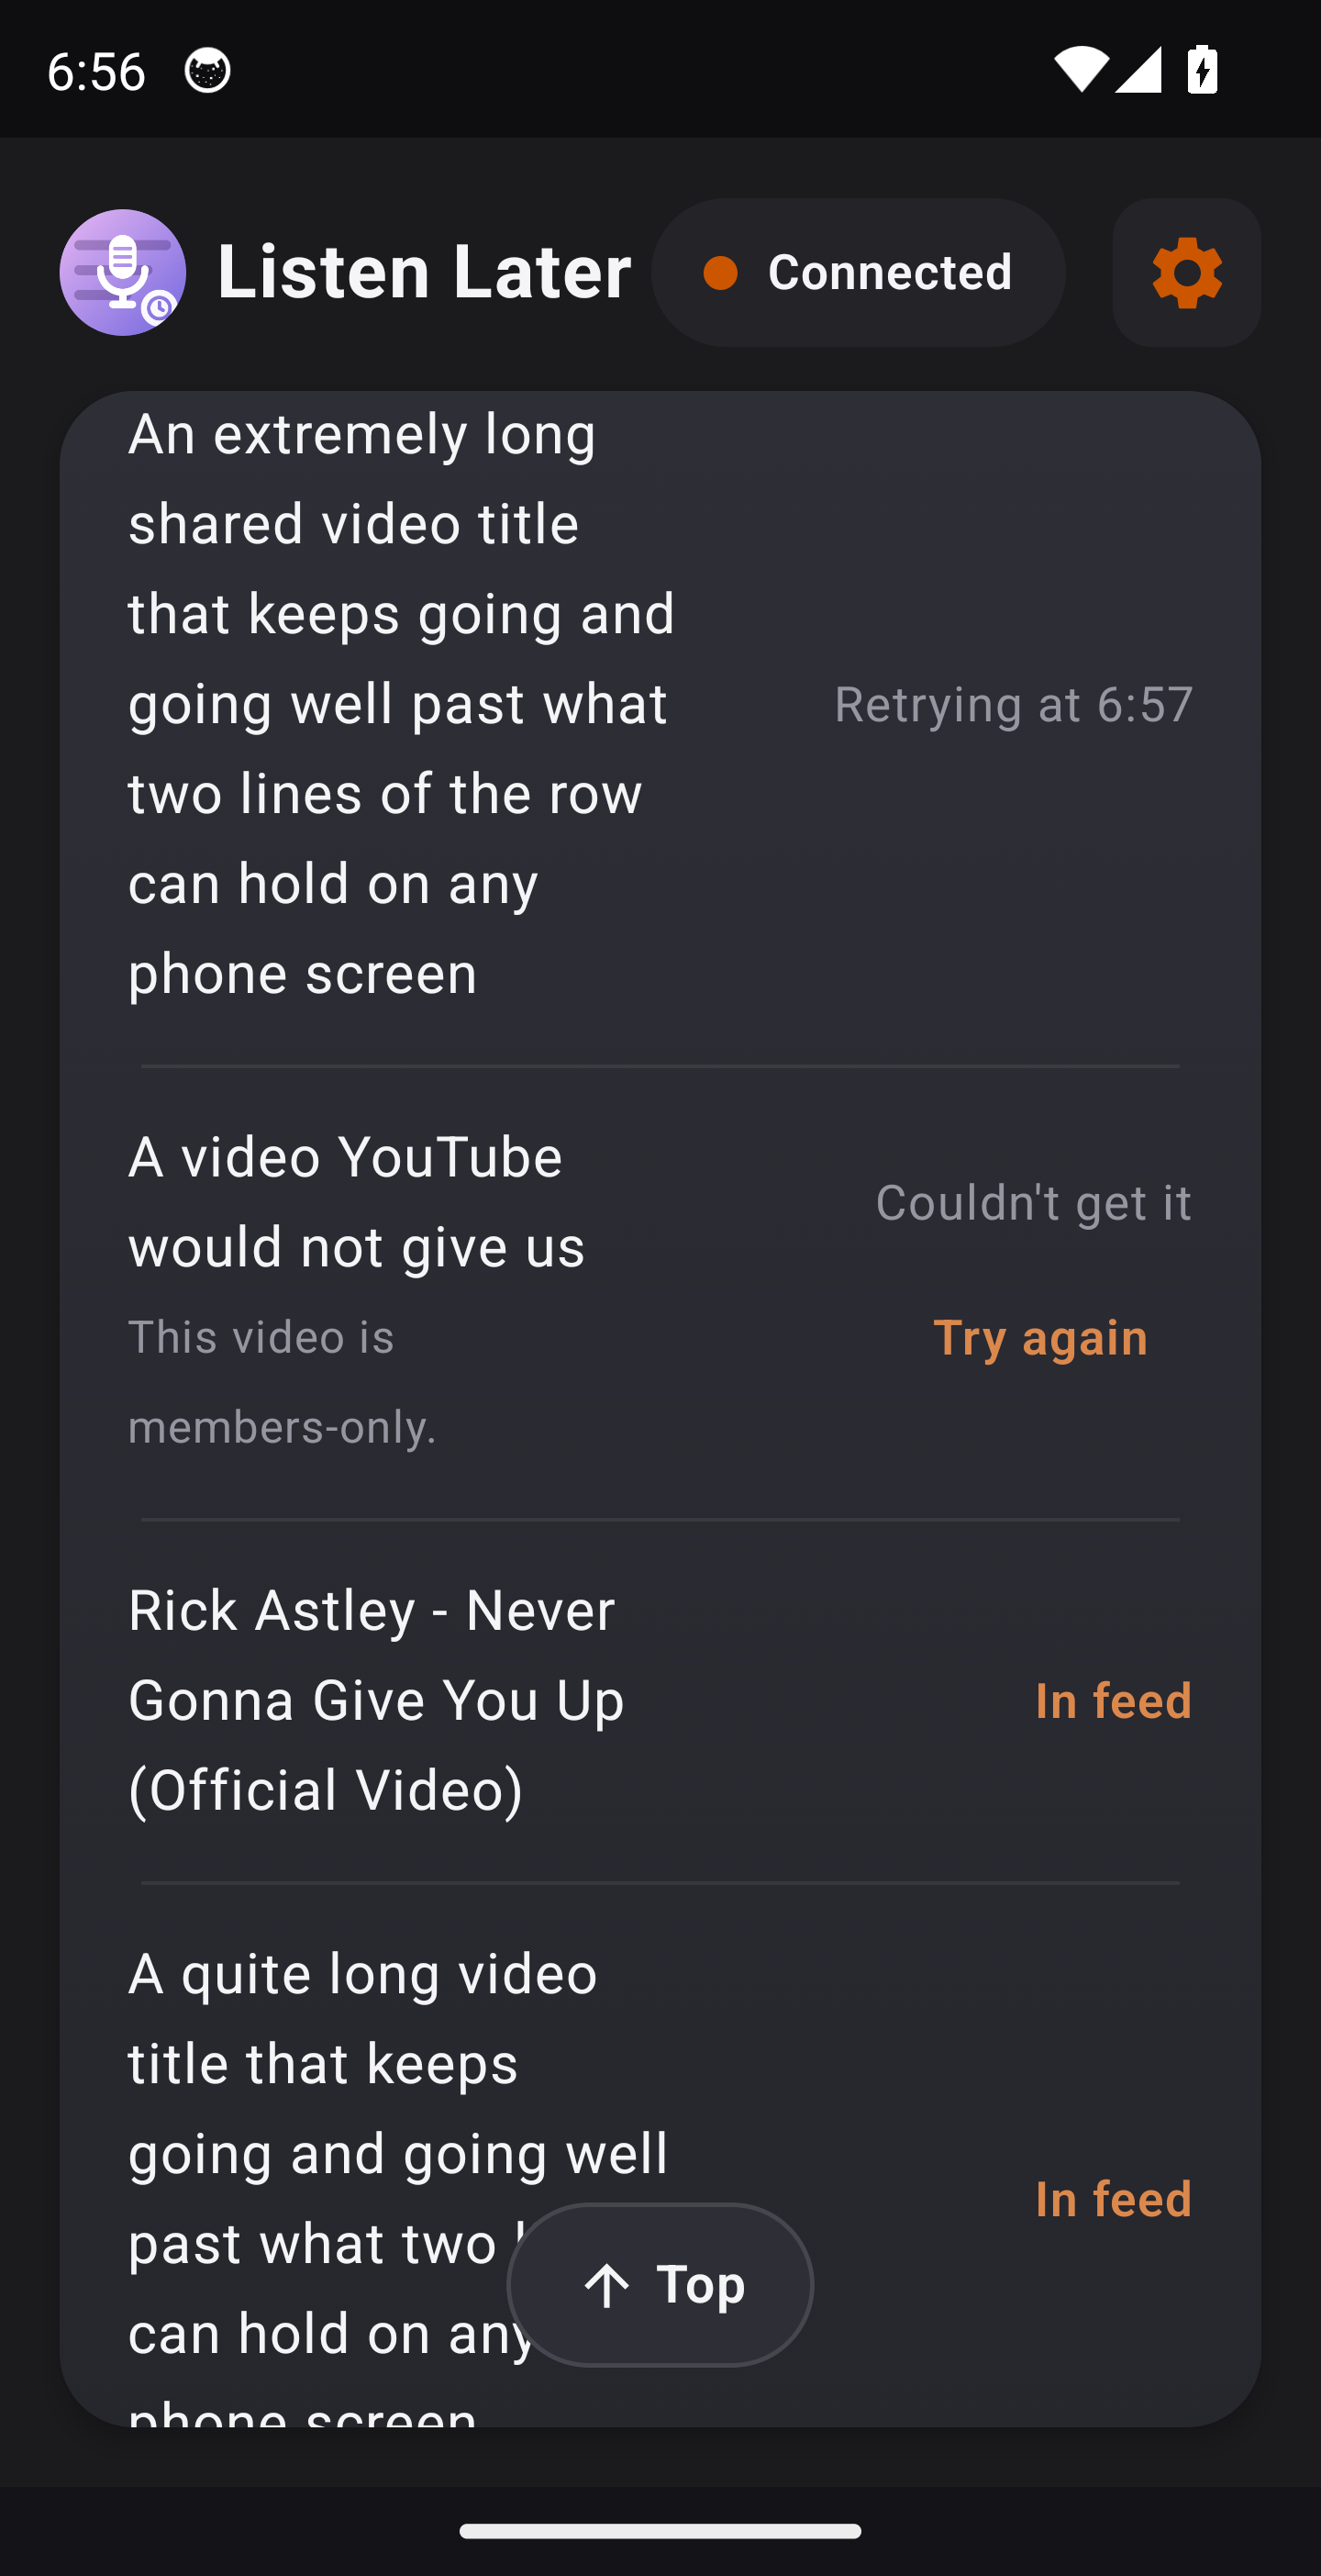 6:56
Listen Later
Connected
An extremely long
shared video title
that keeps going and
going well past what
two lines of the row
can hold on any
phone screen
Retrying at 6:57
A video YouTube
would not give us
Couldn't get it
This video is
members-only.
Try again
Rick Astley - Never
Gonna Give You Up
(Official Video)
In feed
A quite long video
title that keeps
going and going well
past what two
can hold on any
phone screen
In feed
Top